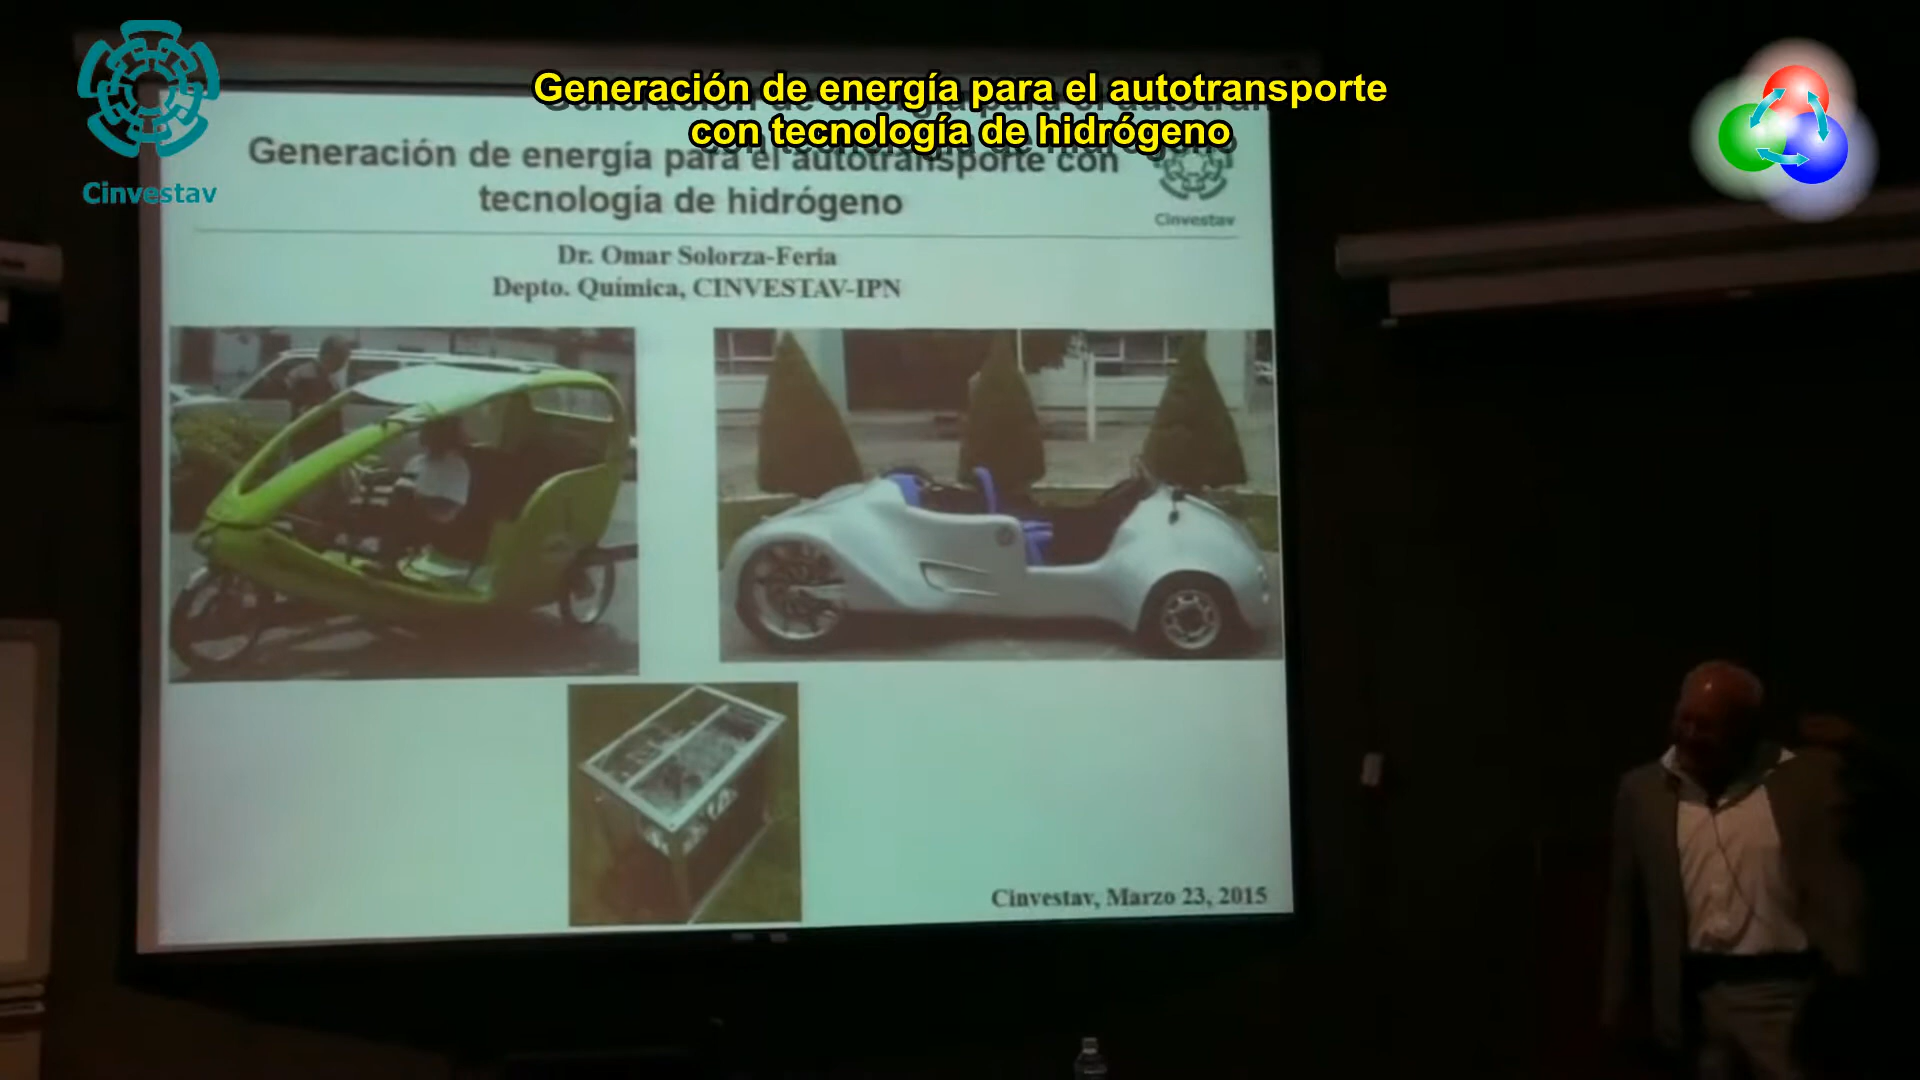 Generación de energía para el autotransporte
con tecnología de hidrógeno
Cinvestav
Generación de energía para el autotransporte con
tecnología de hidrógeno
Cinvestav
Dr. Omar Solorza-Feria
Depto. Química, CINVESTAV-IPN
Cinvestav, Marzo 23, 2015